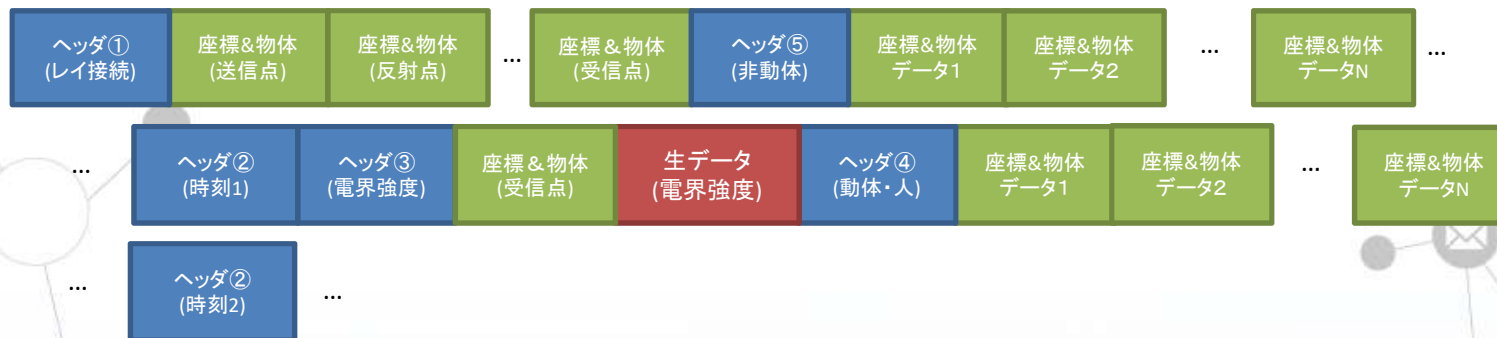 ヘッダ①
(レイ接続)
座標&物体
(送信点)
座標&物体
(反射点)
...
座標＆物体
(受信点)
ヘッダ⑤
(非動体)
座標&物体
データ1
座標&物体
データ２
...
座標&物体
データN
...
...
ヘッダ②
(時刻1)
ヘッダ③
(電界強度)
座標＆物体
(受信点)
生データ
(電界強度)
ヘッダ④
(動体・人)
座標&物体
データ１
座標&物体
データ２
...
座標&物体
データN
...
ヘッダ②
(時刻2)
...